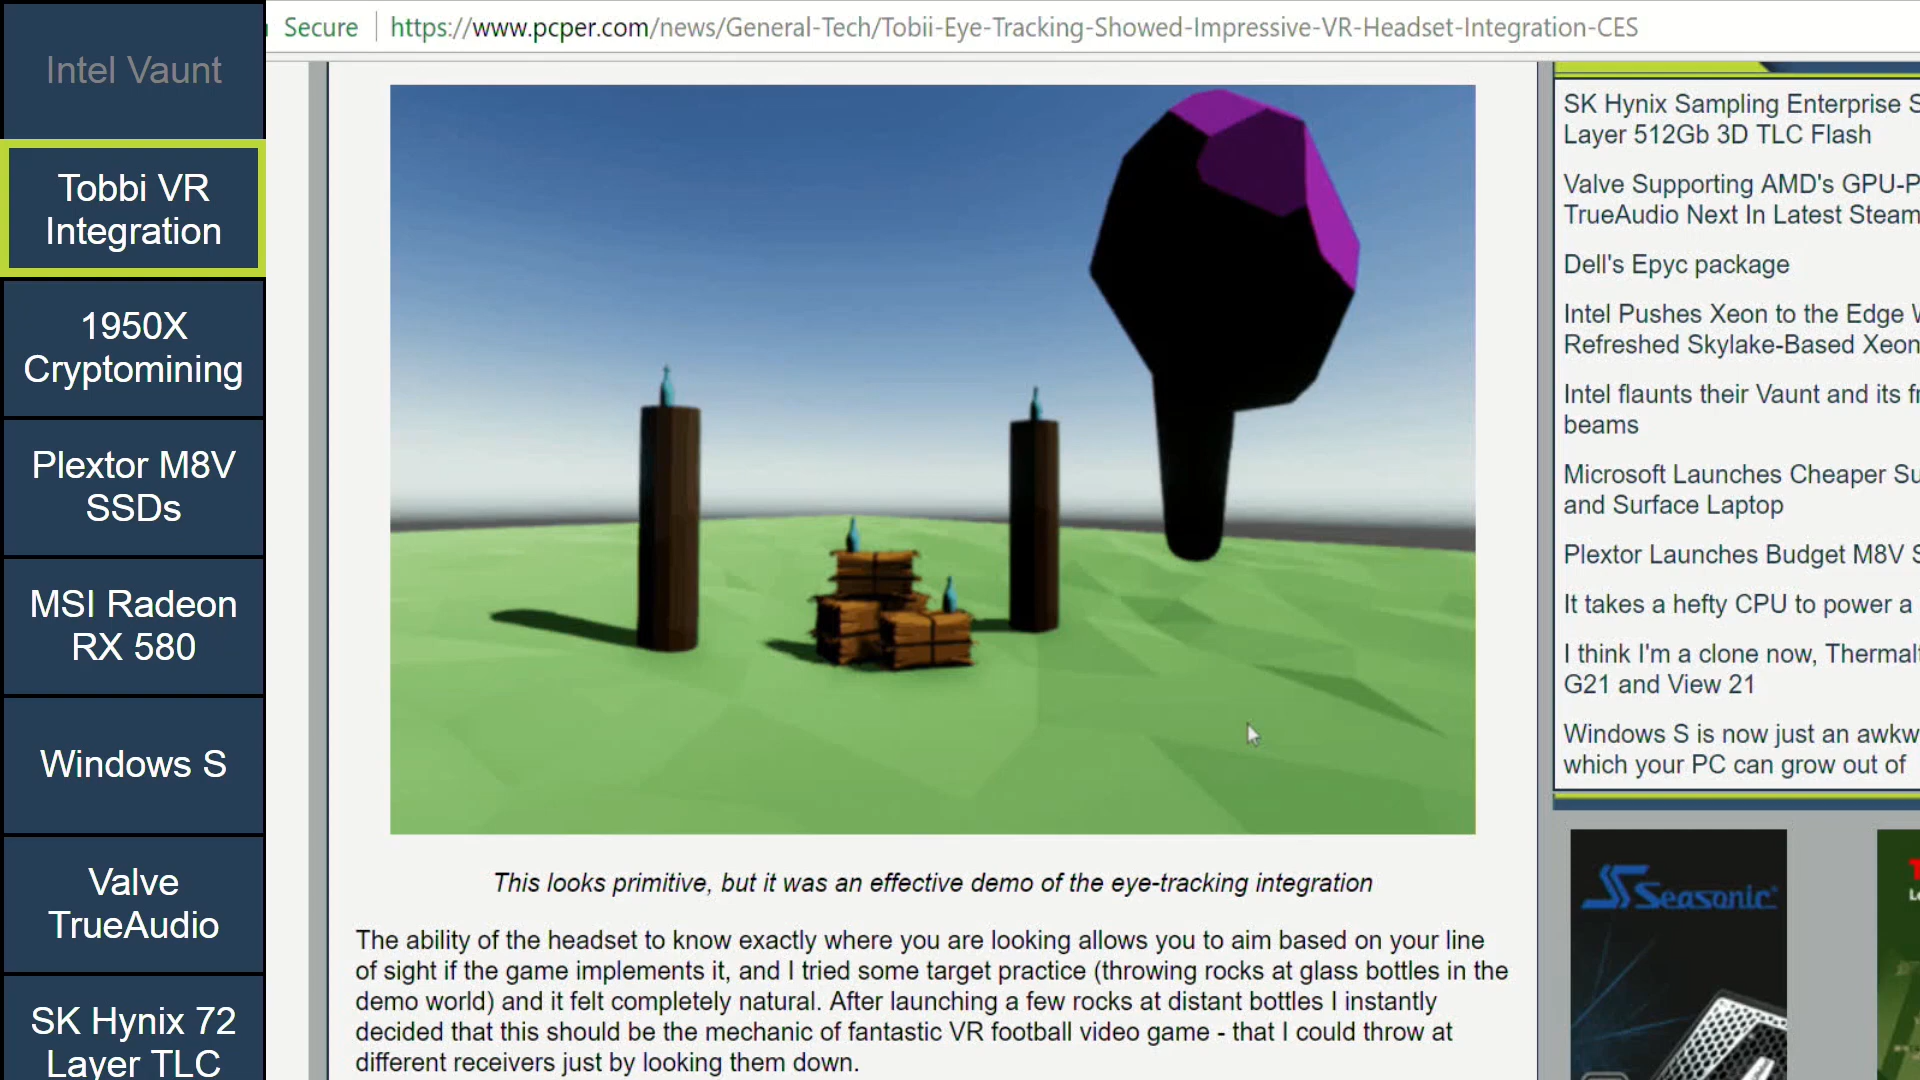 Intel Vaunt
Tobbi VR
Integration
1950X
Cryptomining
Plextor M8V
SSDs
MSI Radeon
RX 580
Windows S
Valve
TrueAudio
SK Hynix 72
Layer TLC
Secure
https://www.pcper.com/news/General-Tech/Tobii-Eye-Tracking-Showed-Impressive-VR-Headset-Integration-CES
This looks primitive, but it was an effective demo of the eye-tracking integration
The ability of the headset to know exactly where you are looking allows you to aim based on your line
of sight if the game implements it, and I tried some target practice (throwing rocks at glass bottles in the
demo world) and it felt completely natural. After launching a few rocks at distant bottles I instantly
decided that this should be the mechanic of fantastic VR football video game - that I could throw at
different receivers just by looking them down.
SK Hynix Sampling Enterprise S
Layer 512Gb 3D TLC Flash
Valve Supporting AMD's GPU-P
TrueAudio Next In Latest Steam
Dell's Epyc package
Intel Pushes Xeon to the Edge W
Refreshed Skylake-Based Xeon
Intel flaunts their Vaunt and its fr
beams
Microsoft Launches Cheaper Su
and Surface Laptop
Plextor Launches Budget M8V S
It takes a hefty CPU to power a
I think I'm a clone now, Thermalt
G21 and View 21
Windows S is now just an awkw
which your PC can grow out of
Seasonic